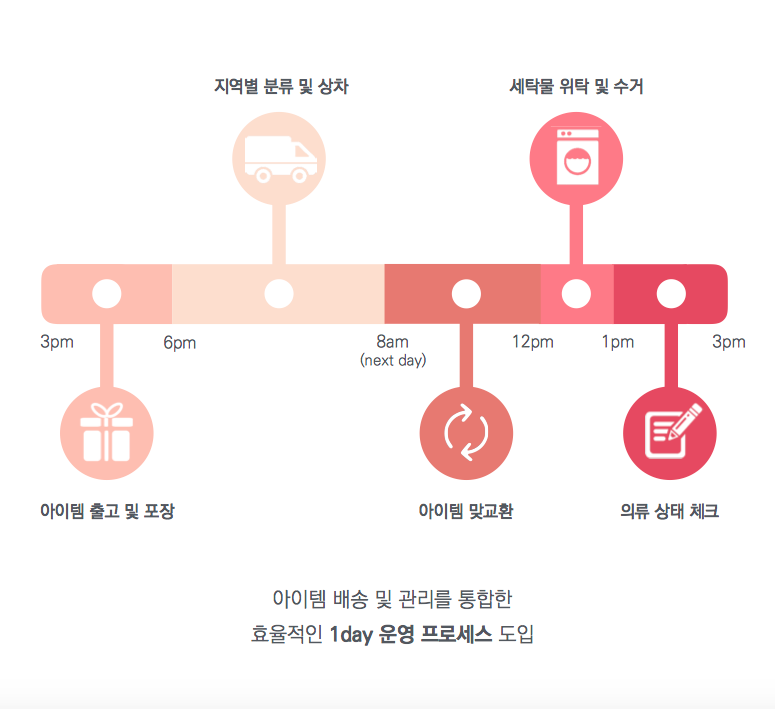 지역별 분류 및 상차
세탁물 위탁 및 수거
3pm
6pm
8am
(next day)
12pm
1pm
3pm
아이템 출고 및 포장
아이템 맞교환
의류 상태 체크
아이템 배송 및 관리를 통합한
효율적인 1day 운영 프로세스 도입